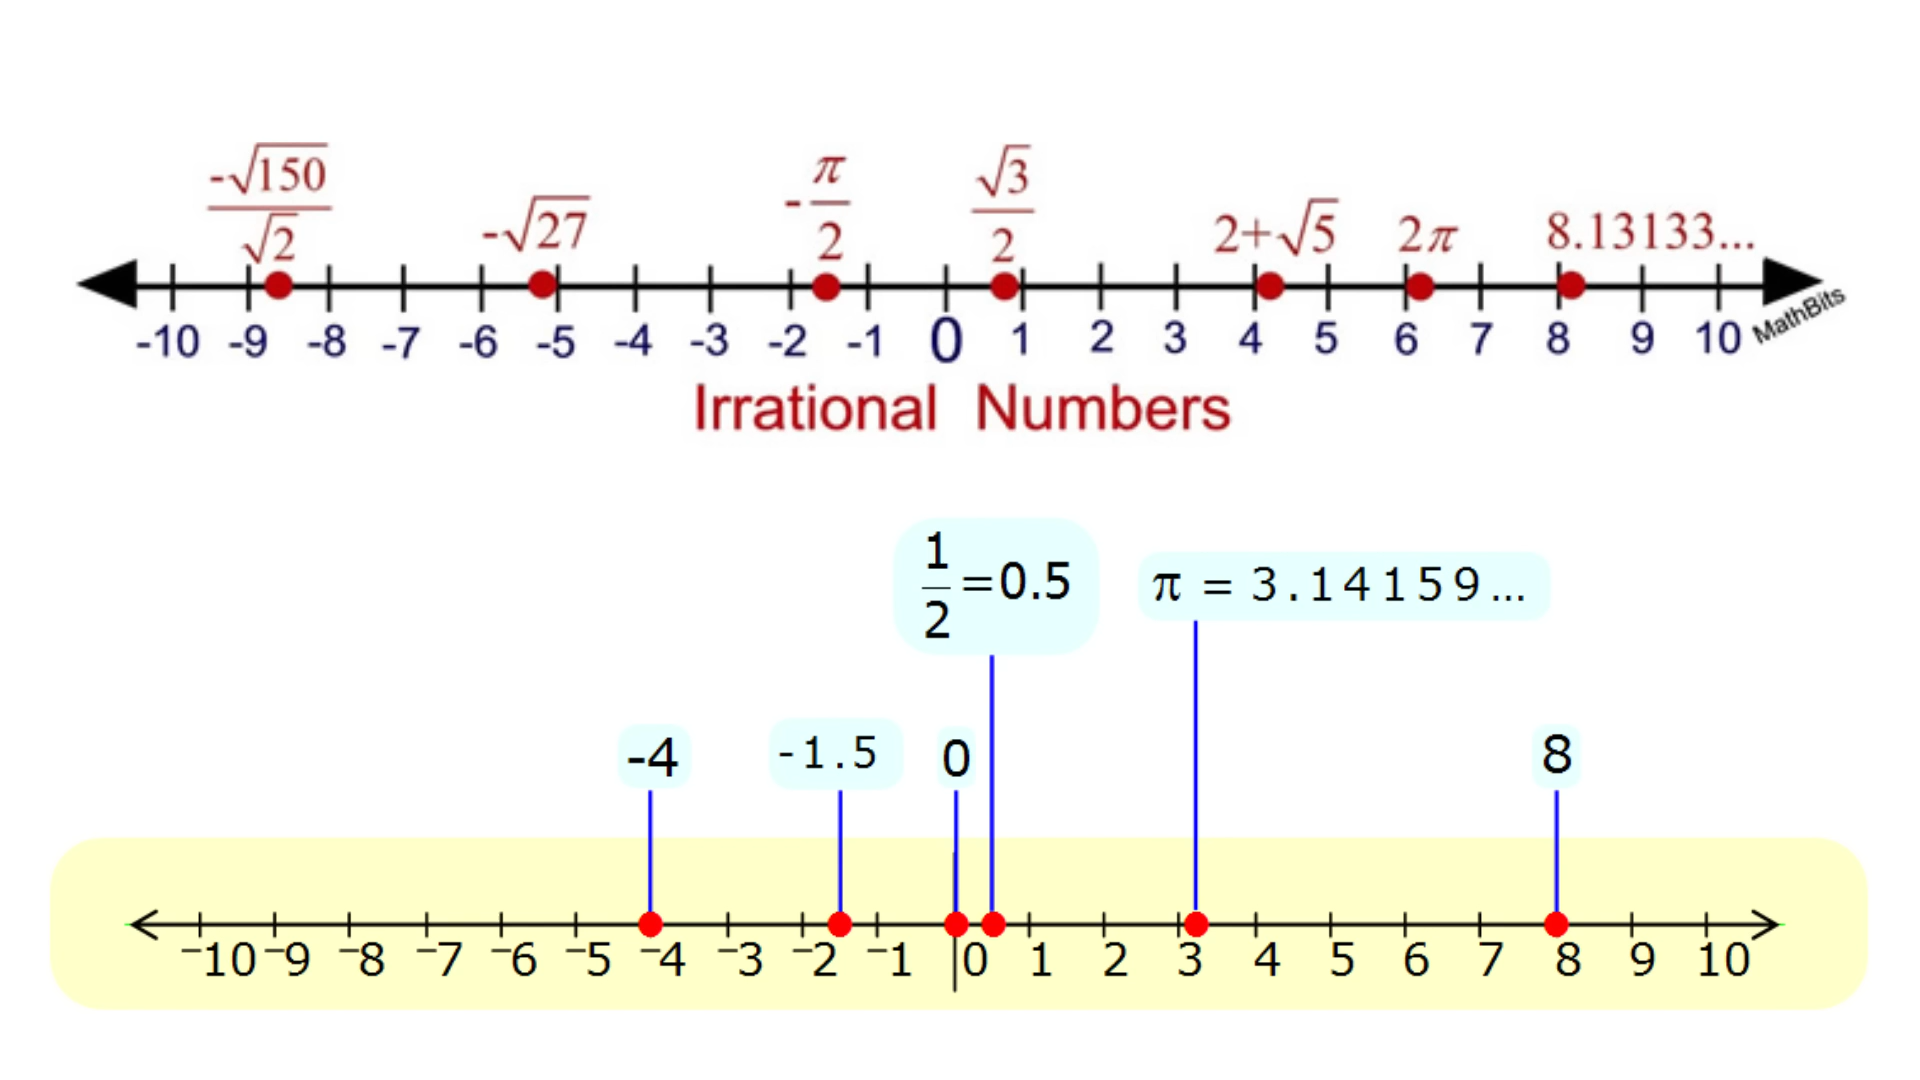 -√150/√2 -√27 -π/2 √3/2 2+√5 2π 8.13133...
-10 -9 -8 -7 -6 -5 -4 -3 -2 -1 0 1 2 3 4 5 6 7 8 9 10 MathBits
Irrational Numbers
1/2=0.5 π = 3.14159...
-4 -1.5 0 8
-10 -9 -8 -7 -6 -5 -4 -3 -2 -1 0 1 2 3 4 5 6 7 8 9 10